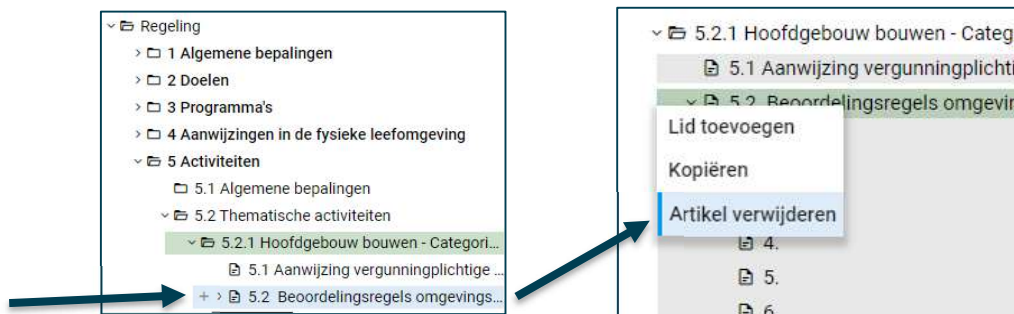 Regeling
1 Algemene bepalingen
2 Doelen
3 Programma's
4 Aanwijzingen in de fysieke leefomgeving
5 Activiteiten
5.1 Algemene bepalingen
5.2 Thematische activiteiten
5.2.1 Hoofdgebouw bouwen - Categori...
5.1 Aanwijzing vergunningplichtige ...
+ > 5.2 Beoordelingsregels omgevings...
5.2.1 Hoofdgebouw bouwen - Categ
5.1 Aanwijzing vergunningplichti
5.2 Beoordelingsregels omgevin
Lid toevoegen
Kopiëren
Artikel verwijderen
4.
5.
6